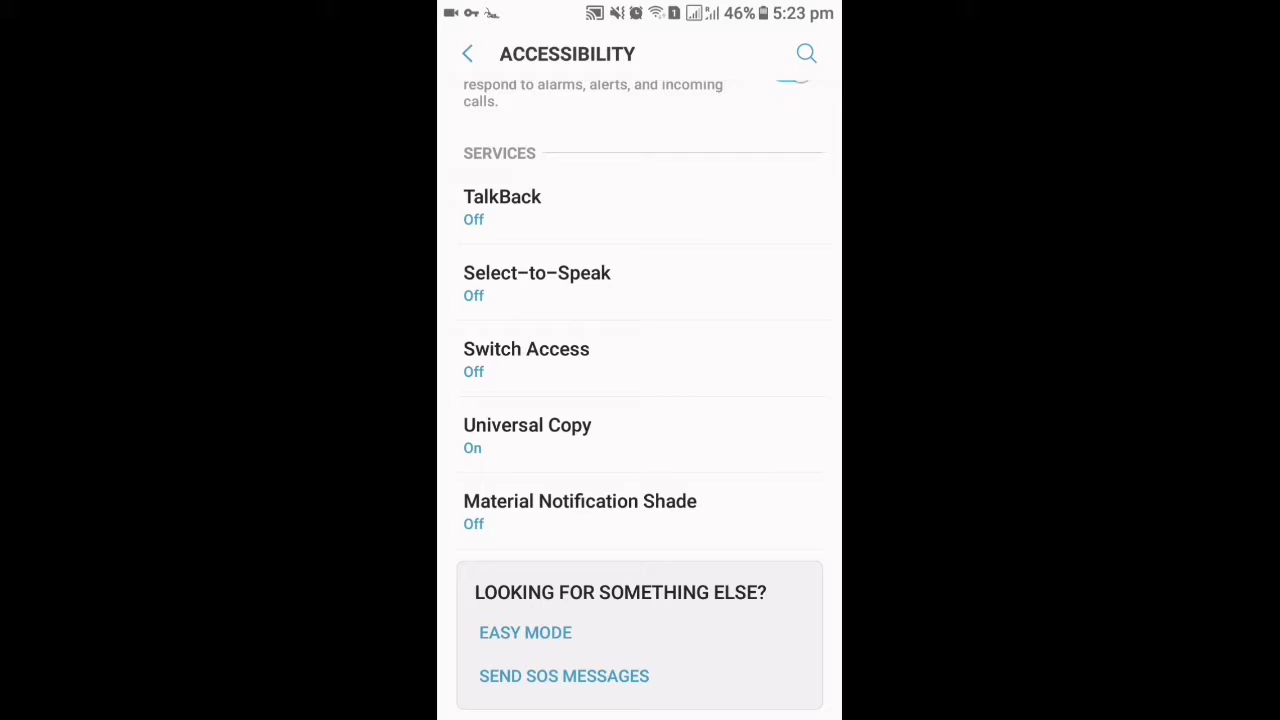 1 46% 5:23 pm
ACCESSIBILITY
respond to alarms, alerts, and incoming
calls.
SERVICES
TalkBack
Off
Select-to-Speak
Off
Switch Access
Off
Universal Copy
On
Material Notification Shade
Off
LOOKING FOR SOMETHING ELSE?
EASY MODE
SEND SOS MESSAGES